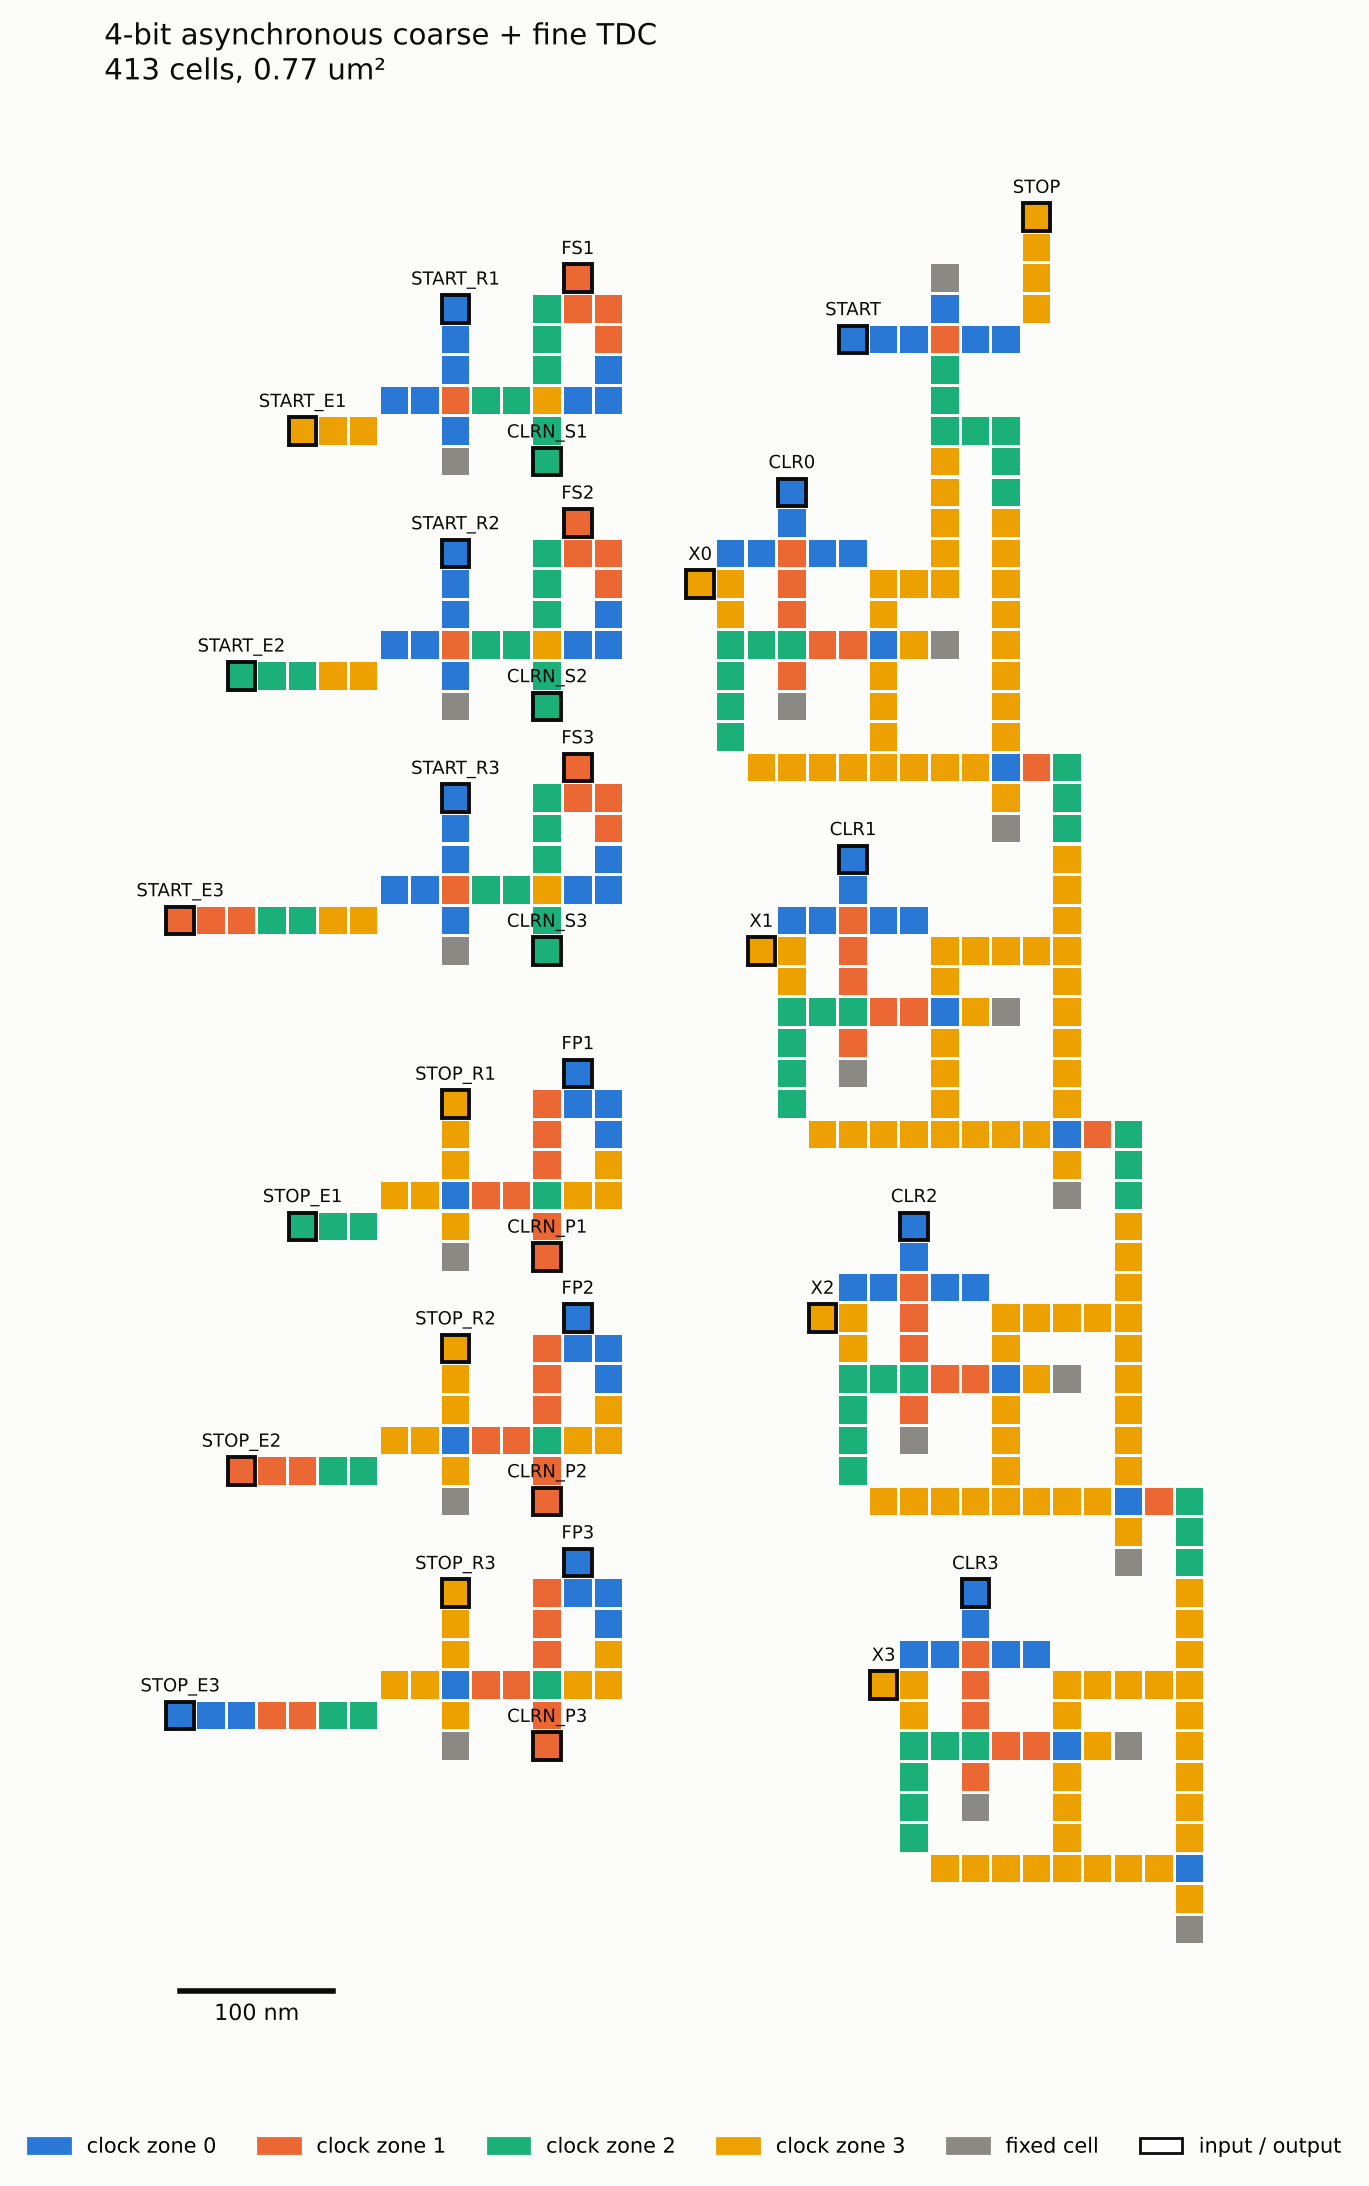 4-bit asynchronous coarse + fine TDC
413 cells, 0.77 um²
STOP
FS1
START_R1
START
START_E1
CLRN_S1
CLR0
FS2
START_R2
X0
START_E2
CLRN_S2
FS3
START_R3
CLR1
START_E3
CLRN_S3
X1
FP1
STOP_R1
STOP_E1
CLR2
CLRN_P1
FP2
X2
STOP_R2
STOP_E2
CLRN_P2
FP3
STOP_R3
CLR3
X3
STOP_E3
CLRN_P3
100 nm
clock zone 0 clock zone 1 clock zone 2 clock zone 3 fixed cell input / output